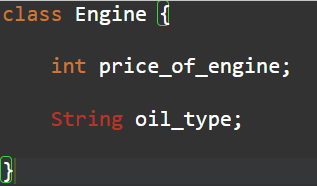 class Engine {
int price_of_engine;
String oil_type;
}